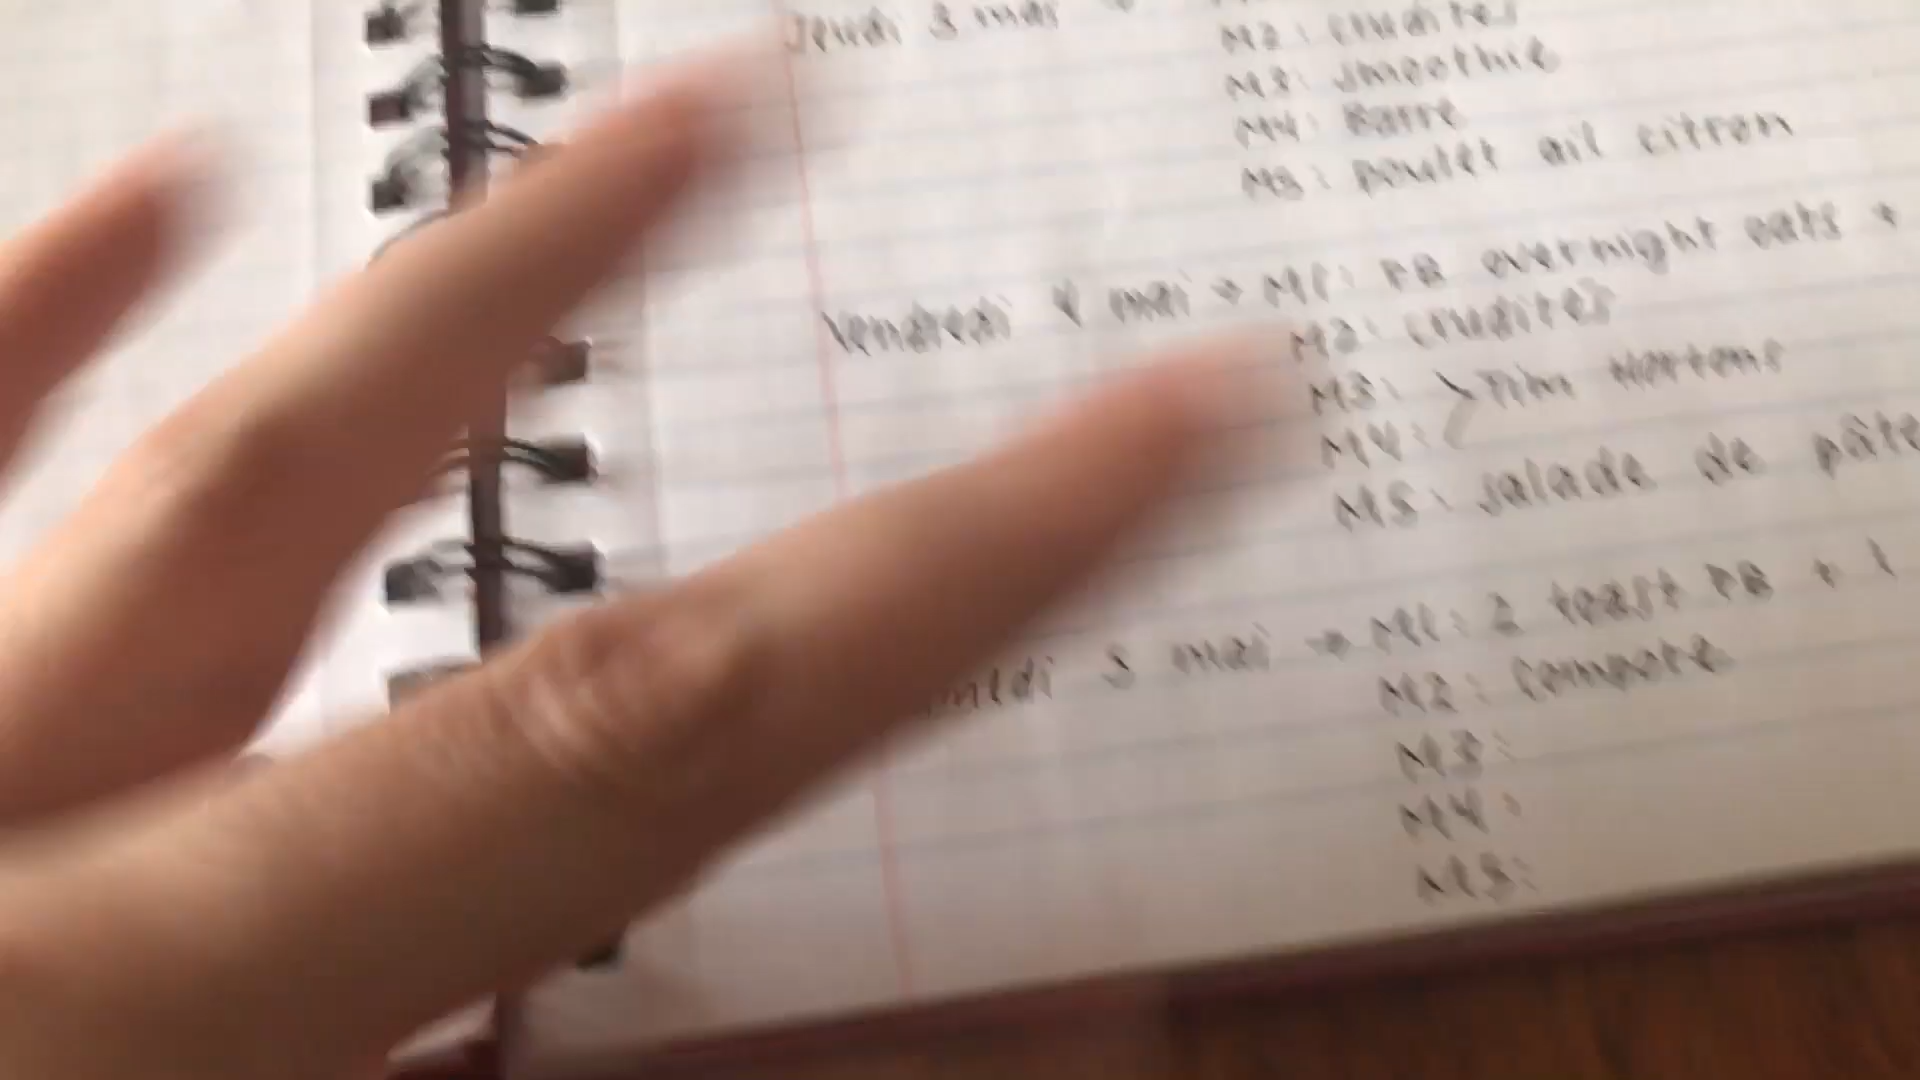 Jeudi 3 mai
M2: crudités
M3: smoothie
M4: Barre
M5: poulet ail citron
Vendredi 4 mai → M1: PB overnight oats +
M2: crudités
M3: > Tim Hortons
M4:
M5: salade de pâte
medi 5 mai → M1: 2 toast PB + 1
M2: compote
M3:
M4:
M5: